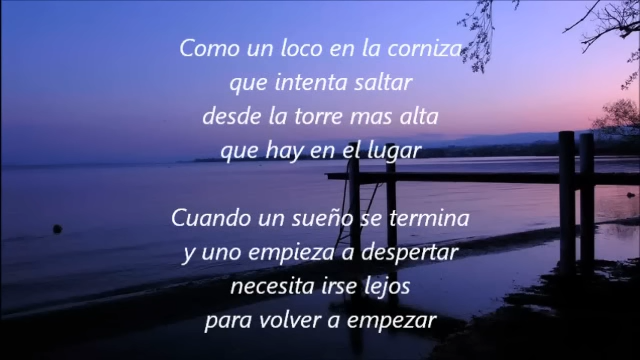 Como un loco en la corniza
que intenta saltar
desde la torre mas alta
que hay en el lugar
Cuando un sueño se termina
y uno empieza a despertar
necesita irse lejos
para volver a empezar